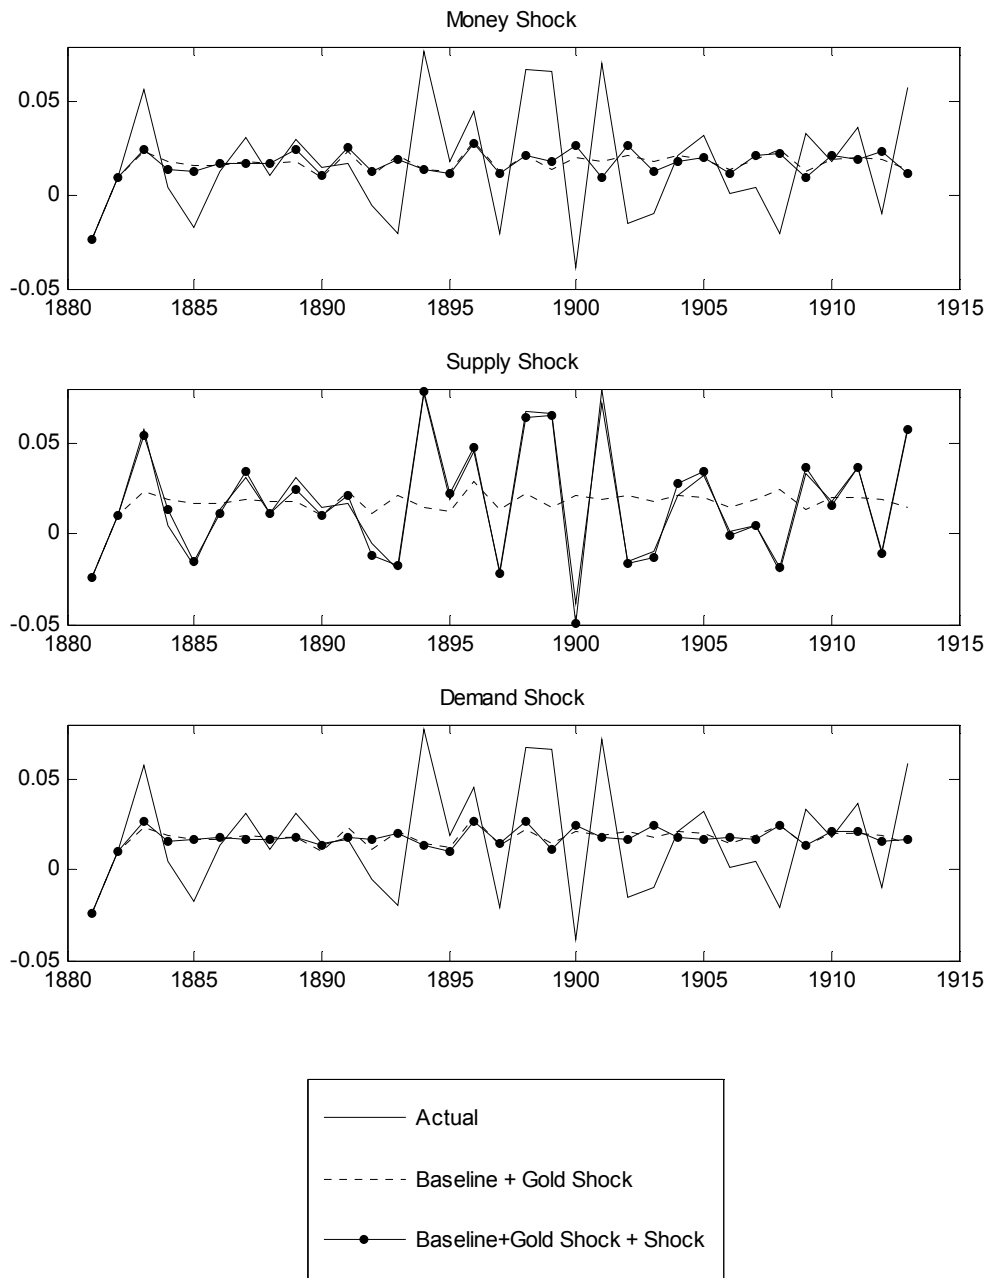 Money Shock
0.05
0
-0.05
1880 1885 1890 1895 1900 1905 1910 1915
Supply Shock
0.05
0
-0.05
1880 1885 1890 1895 1900 1905 1910 1915
Demand Shock
0.05
0
-0.05
1880 1885 1890 1895 1900 1905 1910 1915
Actual
Baseline + Gold Shock
Baseline+Gold Shock + Shock